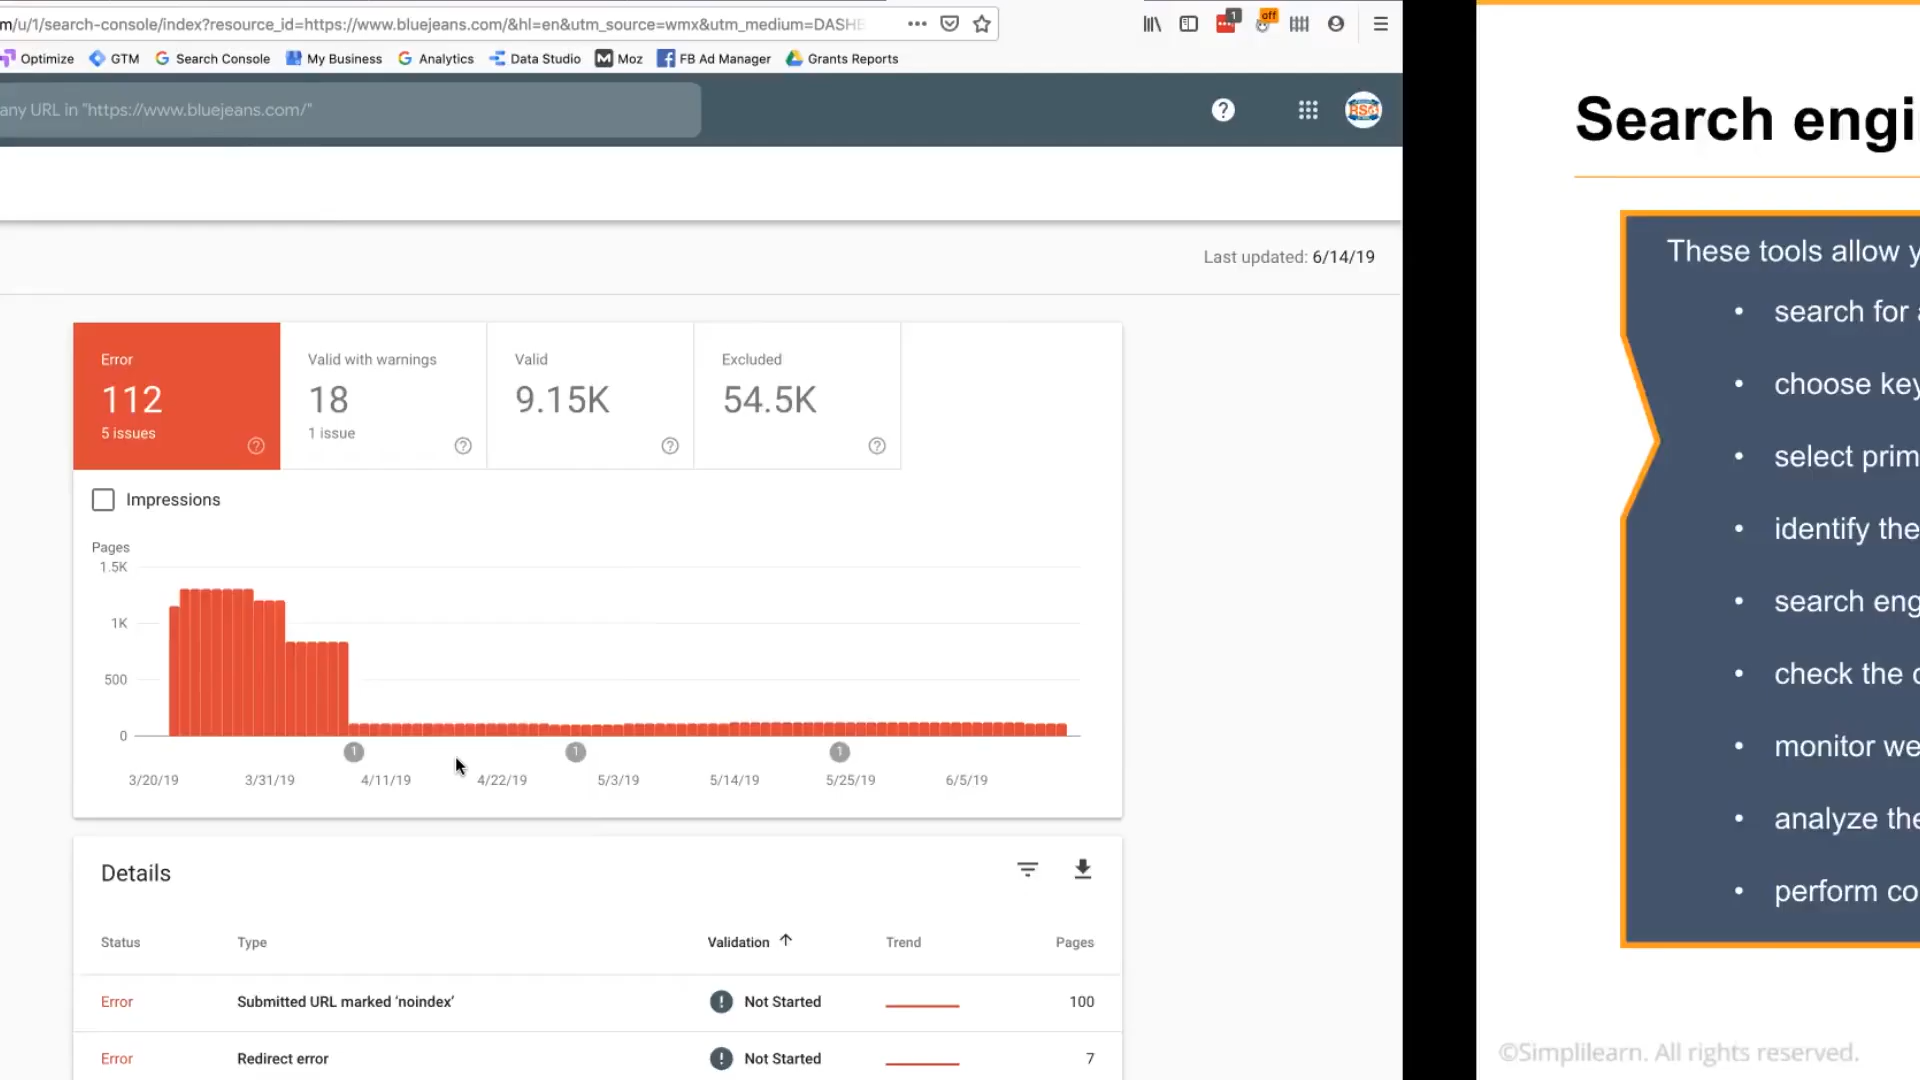 m/u/1/search-console/index?resource_id=https://www.bluejeans.com/&hl=en&utm_source=wmx&utm_medium=DASHB
1
off
Optimize
GTM
Search Console
My Business
Analytics
Data Studio
Moz
FB Ad Manager
Grants Reports
any URL in "https://www.bluejeans.com/"
Last updated: 6/14/19
Error
112
5 issues
Valid with warnings
18
1 issue
Valid
9.15K
Excluded
54.5K
Impressions
Pages
1.5K
1K
500
0
1
1
1
3/20/19
3/31/19
4/11/19
4/22/19
5/3/19
5/14/19
5/25/19
6/5/19
Details
Status Type Validation Trend Pages
Error Submitted URL marked ‘noindex’ Not Started 100
Error Redirect error Not Started 7
Search engi
These tools allow y
• search for a
• choose key
• select prim
• identify the
• search eng
• check the c
• monitor we
• analyze the
• perform co
©Simplilearn. All rights reserved.